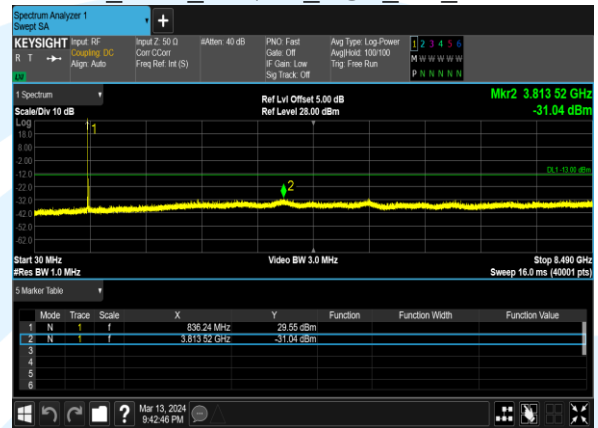 Spectrum Analyzer 1
Swept SA
+
KEYSIGHT Input: RF Input Z: 50 Ω #Atten: 40 dB PNO: Fast Avg Type: Log-Power 1 2 3 4 5 6
R T Coupling: DC Corr CCorr Gate: Off Avg|Hold: 100/100 M W W W W W
Align: Auto Freq Ref: Int (S) IF Gain: Low Trig: Free Run
Sig Track: Off P N N N N N
LV
1 Spectrum Ref Lvl Offset 5.00 dB Mkr2 3.813 52 GHz
Scale/Div 10 dB Ref Level 28.00 dBm -31.04 dBm
Log
18.0
8.00
-2.00
-12.0
-22.0
-32.0
-42.0
-52.0
-62.0
1
DL1 -13.00 dBm
2
Start 30 MHz Video BW 3.0 MHz Stop 8.490 GHz
#Res BW 1.0 MHz Sweep 16.0 ms (40001 pts)
5 Marker Table
Mode Trace Scale X Y Function Function Width Function Value
1 N 1 f 836.24 MHz 29.55 dBm
2 N 1 f 3.813 52 GHz -31.04 dBm
3
4
5
6
? Mar 13, 2024
9:42:46 PM